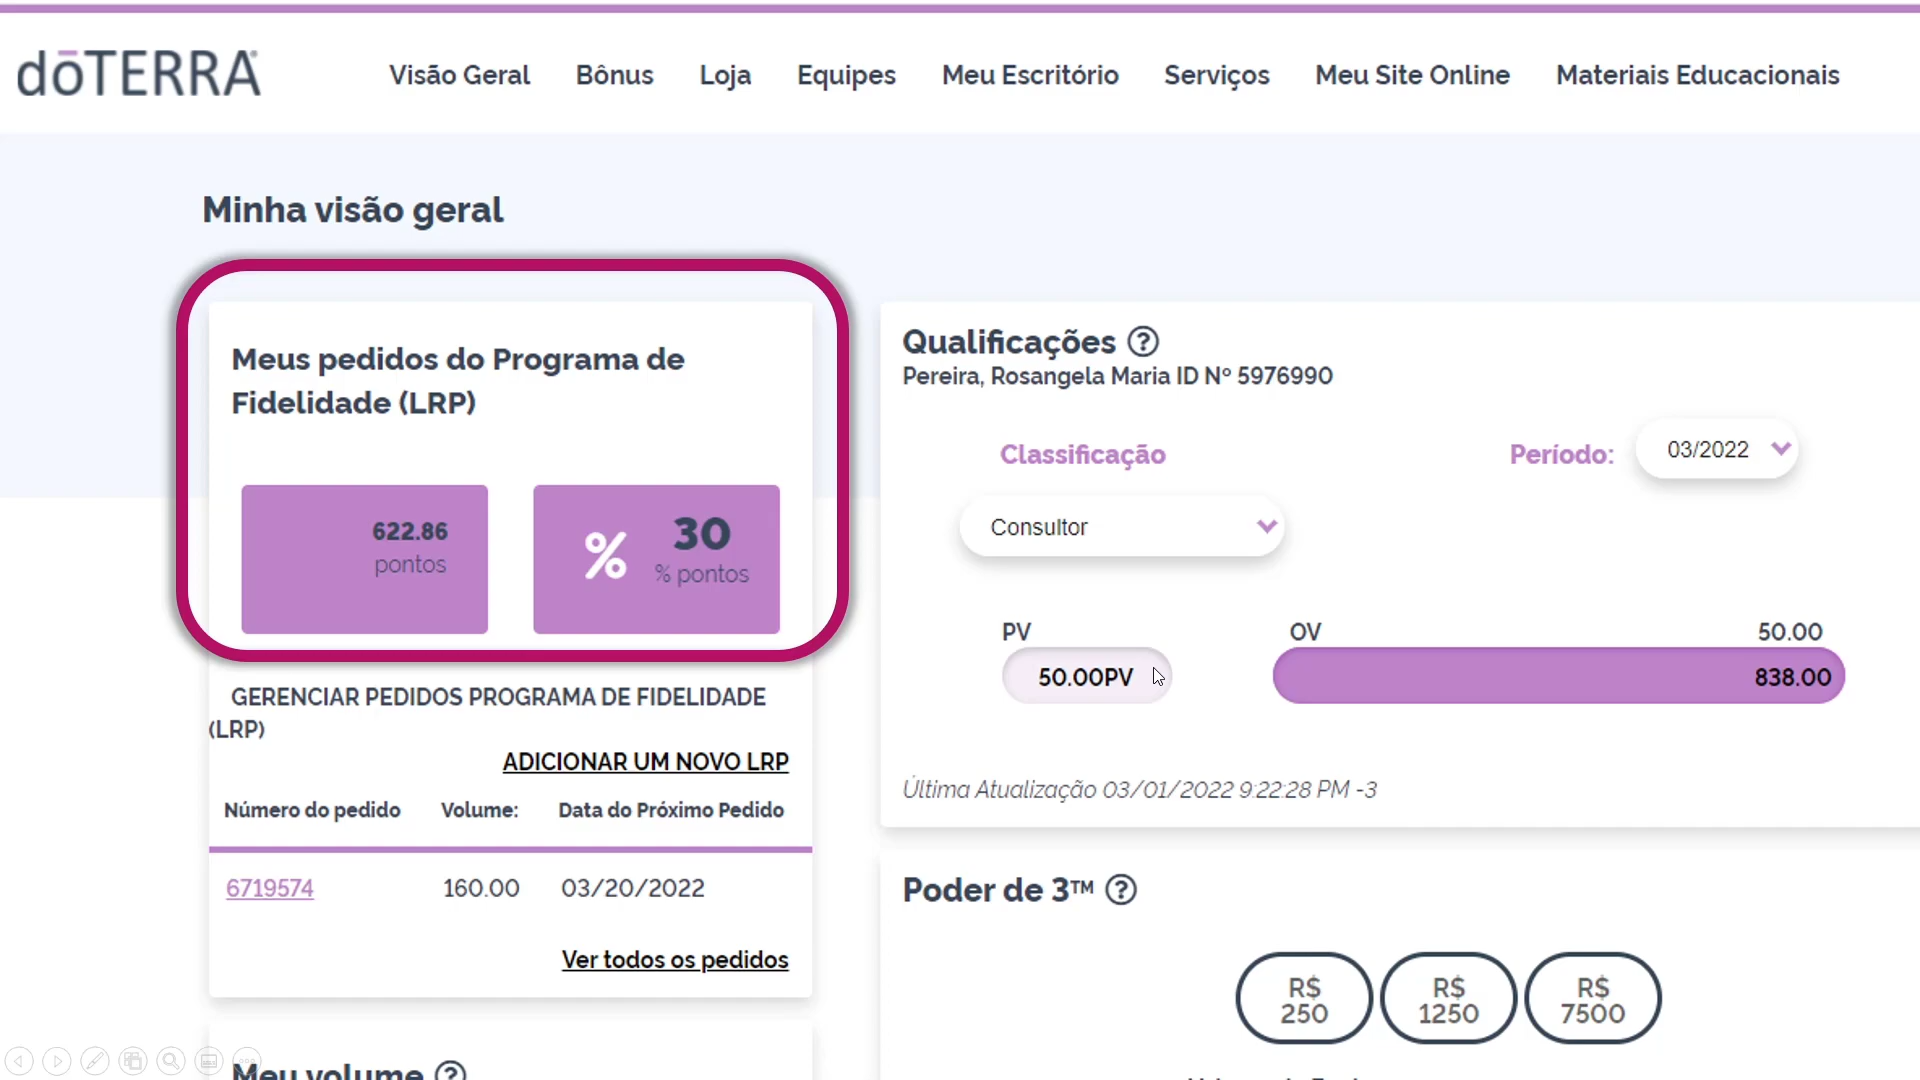 dōTERRA
Visão Geral
Bônus
Loja
Equipes
Meu Escritório
Serviços
Meu Site Online
Materiais Educacionais
Minha visão geral
Meus pedidos do Programa de
Fidelidade (LRP)
622.86
pontos
%
30
% pontos
GERENCIAR PEDIDOS PROGRAMA DE FIDELIDADE
(LRP)
ADICIONAR UM NOVO LRP
Número do pedido Volume: Data do Próximo Pedido
6719574 160.00 03/20/2022
Ver todos os pedidos
Meu volume ?
Qualificações ?
Pereira, Rosangela Maria ID Nº 5976990
Classificação
Período: 03/2022
Consultor
PV
50.00PV
OV 50.00
838.00
Última Atualização 03/01/2022 9:22:28 PM -3
Poder de 3™ ?
R$
250
R$
1250
R$
7500